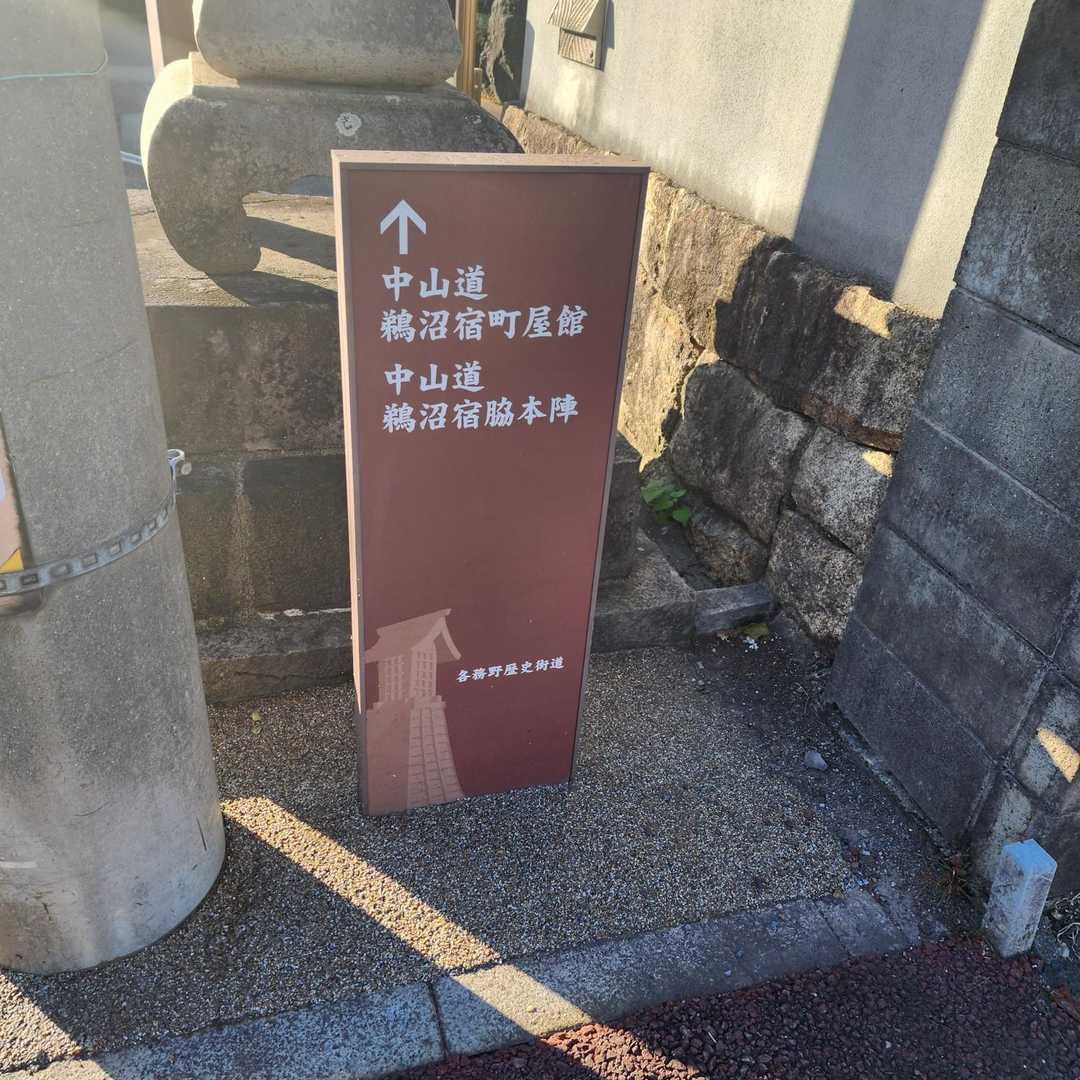 中山道
鵜沼宿町屋館
中山道
鵜沼宿脇本陣
各務野歴史街道